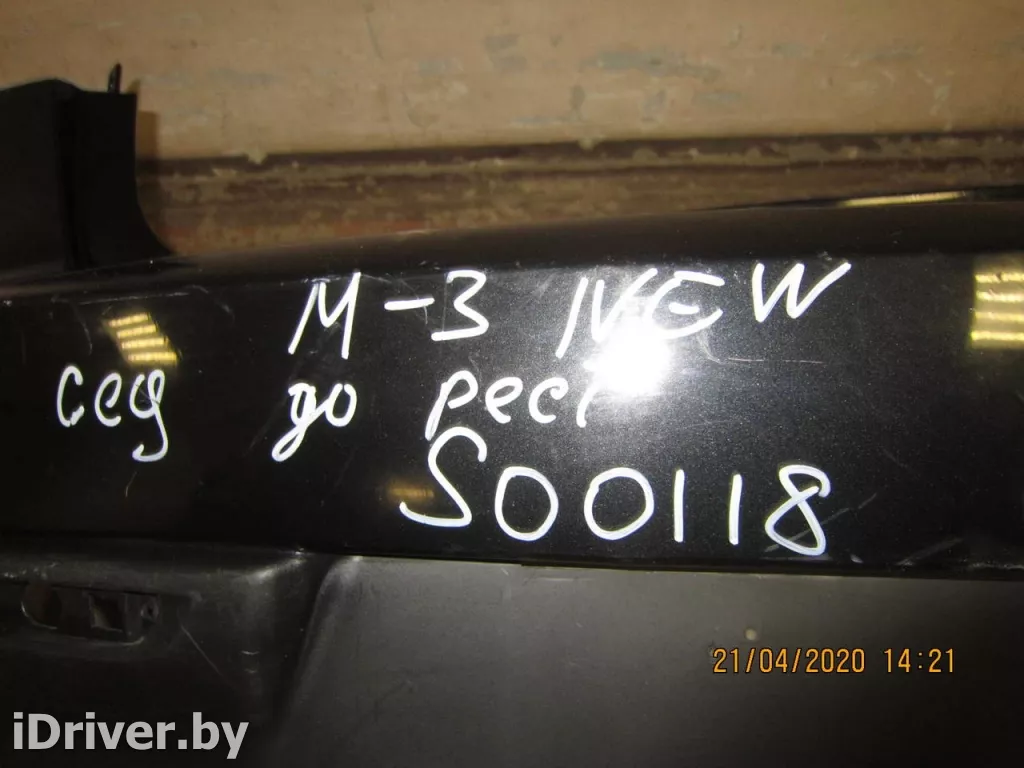 М-3 NEW
сед до рест
S00118
21/04/2020 14:21
iDriver.by